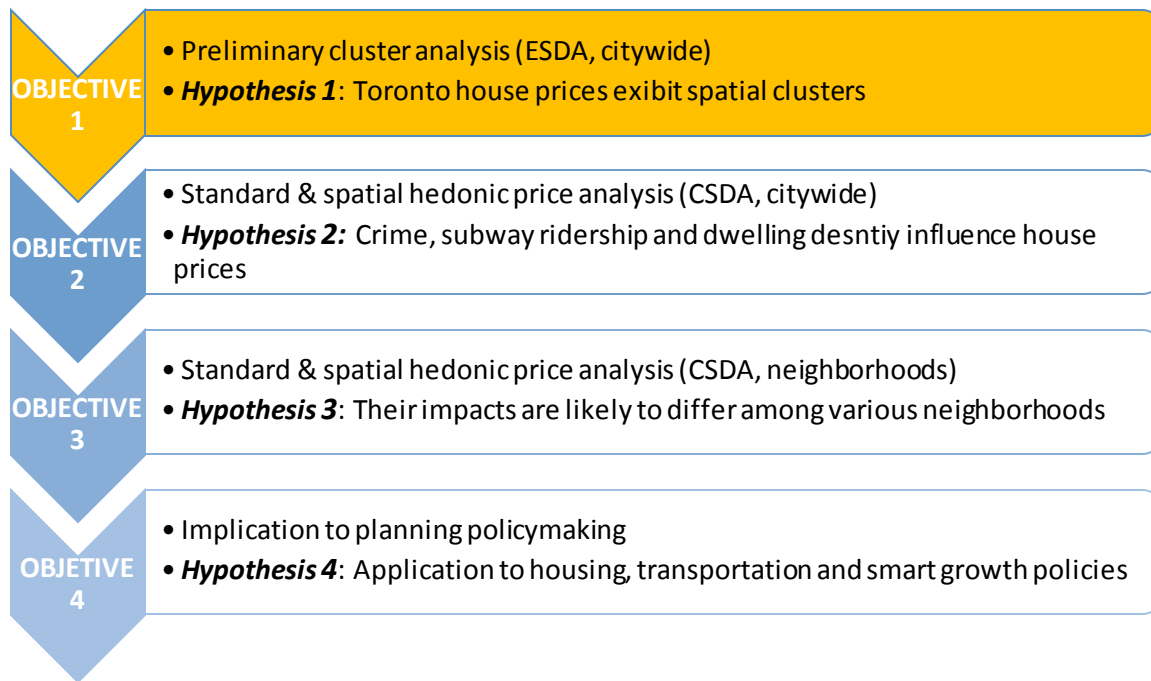 OBJECTIVE
1
• Preliminary cluster analysis (ESDA, citywide)
• Hypothesis 1: Toronto house prices exibit spatial clusters
OBJECTIVE
2
• Standard & spatial hedonic price analysis (CSDA, citywide)
• Hypothesis 2: Crime, subway ridership and dwelling desntiy influence house
prices
OBJECTIVE
3
• Standard & spatial hedonic price analysis (CSDA, neighborhoods)
• Hypothesis 3: Their impacts are likely to differ among various neighborhoods
OBJETIVE
4
• Implication to planning policymaking
• Hypothesis 4: Application to housing, transportation and smart growth policies